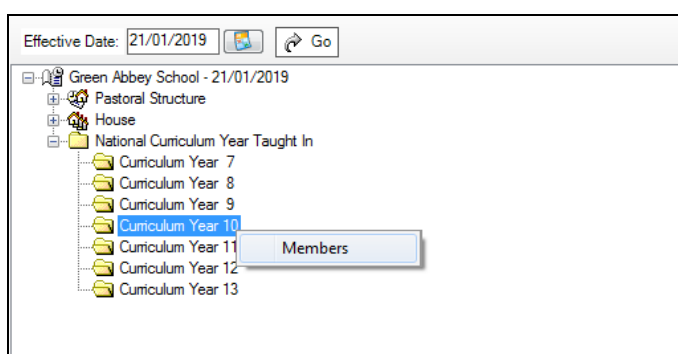 Effective Date: 21/01/2019 Go
Green Abbey School - 21/01/2019
Pastoral Structure
House
National Curriculum Year Taught In
Curriculum Year 7
Curriculum Year 8
Curriculum Year 9
Curriculum Year 10
Curriculum Year 11 Members
Curriculum Year 12
Curriculum Year 13